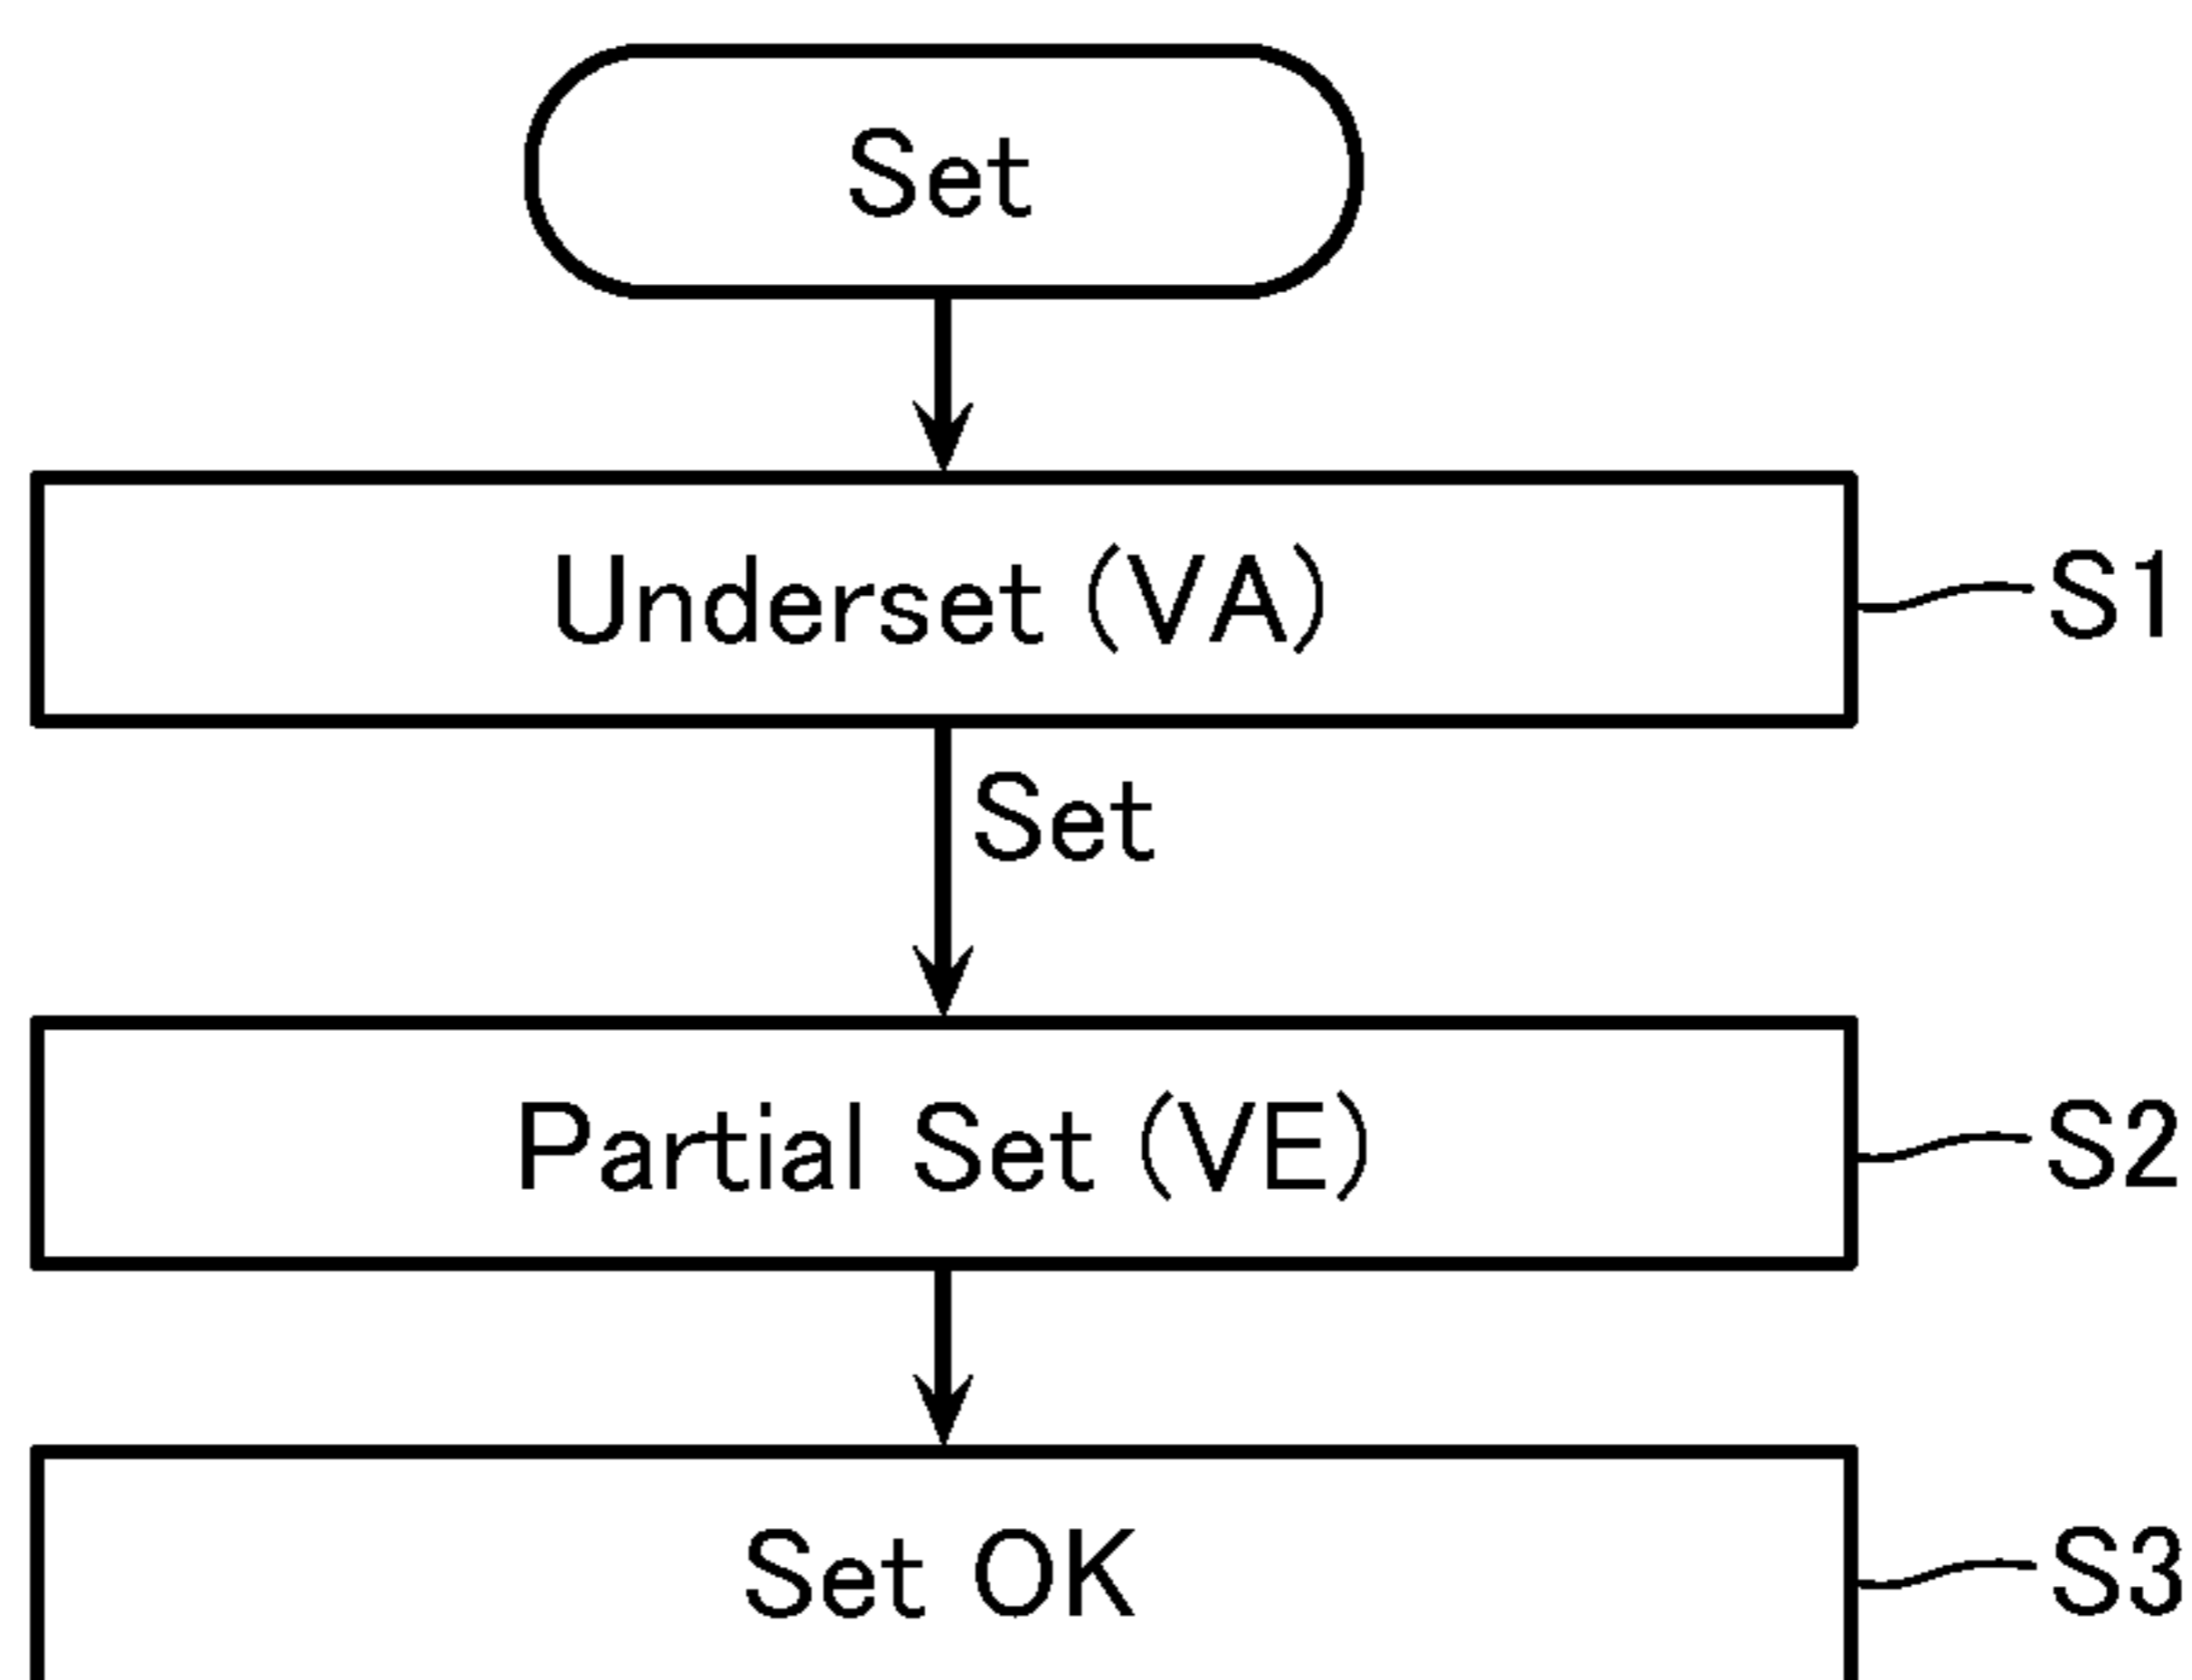 Set
Underset (VA)
S1
Set
Partial Set (VE)
S2
Set OK
S3